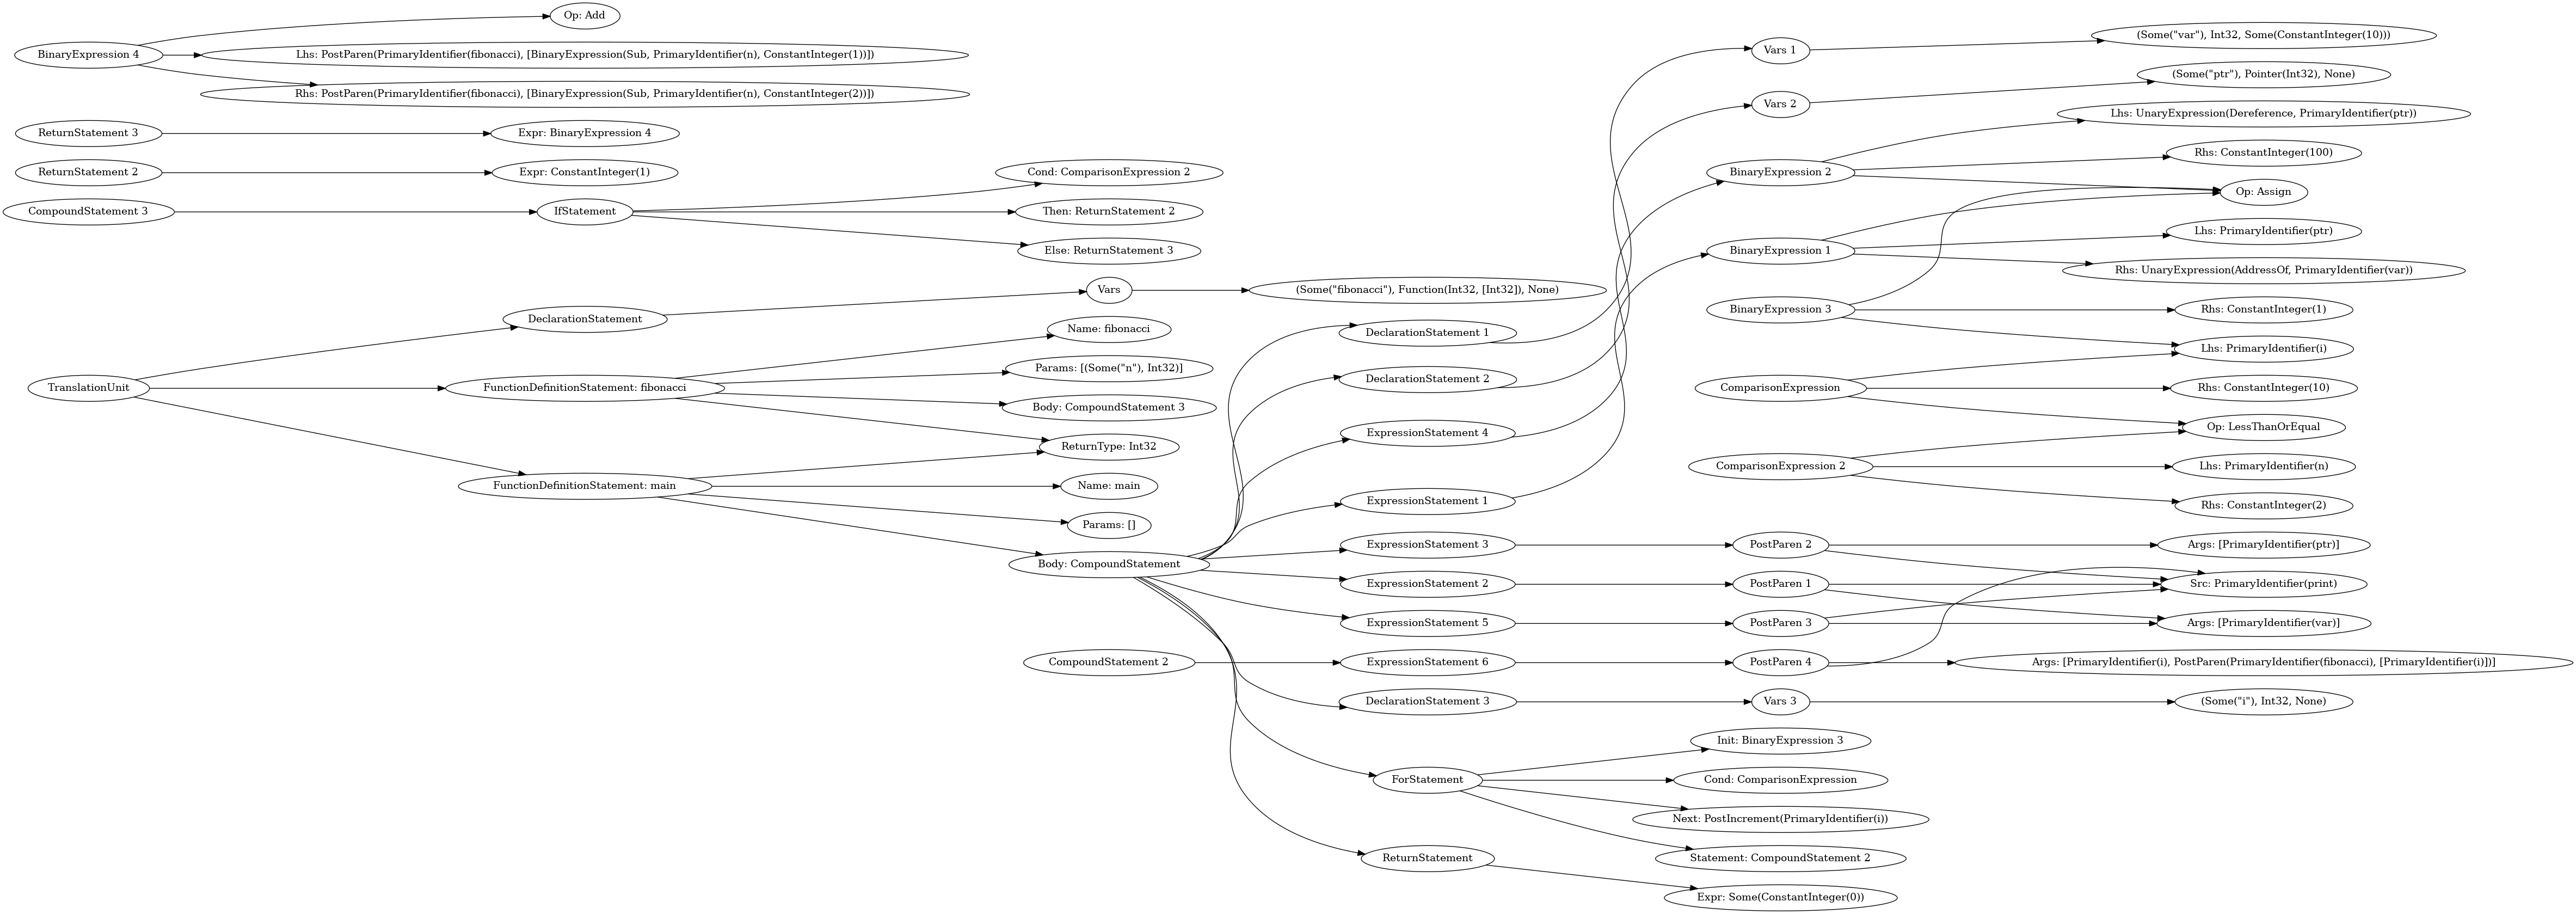 Op: Add
BinaryExpression 4
Lhs: PostParen(PrimaryIdentifier(fibonacci), [BinaryExpression(Sub, PrimaryIdentifier(n), ConstantInteger(1))])
Rhs: PostParen(PrimaryIdentifier(fibonacci), [BinaryExpression(Sub, PrimaryIdentifier(n), ConstantInteger(2))])
ReturnStatement 3
Expr: BinaryExpression 4
ReturnStatement 2
Expr: ConstantInteger(1)
CompoundStatement 3
IfStatement
Cond: ComparisonExpression 2
Then: ReturnStatement 2
Else: ReturnStatement 3
TranslationUnit
DeclarationStatement
Vars
(Some("fibonacci"), Function(Int32, [Int32]), None)
FunctionDefinitionStatement: fibonacci
Name: fibonacci
Params: [(Some("n"), Int32)]
Body: CompoundStatement 3
ReturnType: Int32
FunctionDefinitionStatement: main
Name: main
Params: []
Body: CompoundStatement
CompoundStatement 2
DeclarationStatement 1
DeclarationStatement 2
ExpressionStatement 4
ExpressionStatement 1
ExpressionStatement 3
ExpressionStatement 2
ExpressionStatement 5
ExpressionStatement 6
DeclarationStatement 3
ForStatement
ReturnStatement
Vars 1
Vars 2
BinaryExpression 2
BinaryExpression 1
BinaryExpression 3
ComparisonExpression
ComparisonExpression 2
PostParen 2
PostParen 1
PostParen 3
PostParen 4
Vars 3
Init: BinaryExpression 3
Cond: ComparisonExpression
Next: PostIncrement(PrimaryIdentifier(i))
Statement: CompoundStatement 2
Expr: Some(ConstantInteger(0))
(Some("var"), Int32, Some(ConstantInteger(10)))
(Some("ptr"), Pointer(Int32), None)
Lhs: UnaryExpression(Dereference, PrimaryIdentifier(ptr))
Rhs: ConstantInteger(100)
Op: Assign
Lhs: PrimaryIdentifier(ptr)
Rhs: UnaryExpression(AddressOf, PrimaryIdentifier(var))
Rhs: ConstantInteger(1)
Lhs: PrimaryIdentifier(i)
Rhs: ConstantInteger(10)
Op: LessThanOrEqual
Lhs: PrimaryIdentifier(n)
Rhs: ConstantInteger(2)
Args: [PrimaryIdentifier(ptr)]
Src: PrimaryIdentifier(print)
Args: [PrimaryIdentifier(var)]
Args: [PrimaryIdentifier(i), PostParen(PrimaryIdentifier(fibonacci), [PrimaryIdentifier(i)])]
(Some("i"), Int32, None)